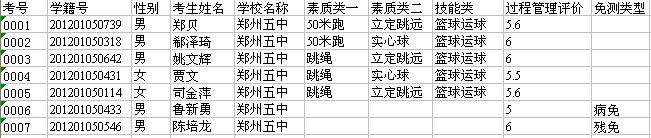 考号 学籍号 性别 考生姓名 学校名称 素质类一 素质类二 技能类 过程管理评价 免测类型
0001 201201050739 男 郑贝 郑州五中 50米跑 立定跳远 篮球运球 5.6
0002 201201050318 男 郗泽琦 郑州五中 50米跑 实心球 篮球运球 6
0003 201201050642 男 姚文辉 郑州五中 跳绳 立定跳远 篮球运球 6
0004 201201050431 女 贾文 郑州五中 跳绳 实心球 篮球运球 5.5
0005 201201050114 女 司金萍 郑州五中 跳绳 立定跳远 篮球运球 5.6
0006 201201050433 男 鲁新勇 郑州五中 5 病免
0007 201201050546 男 陈培龙 郑州五中 6 残免